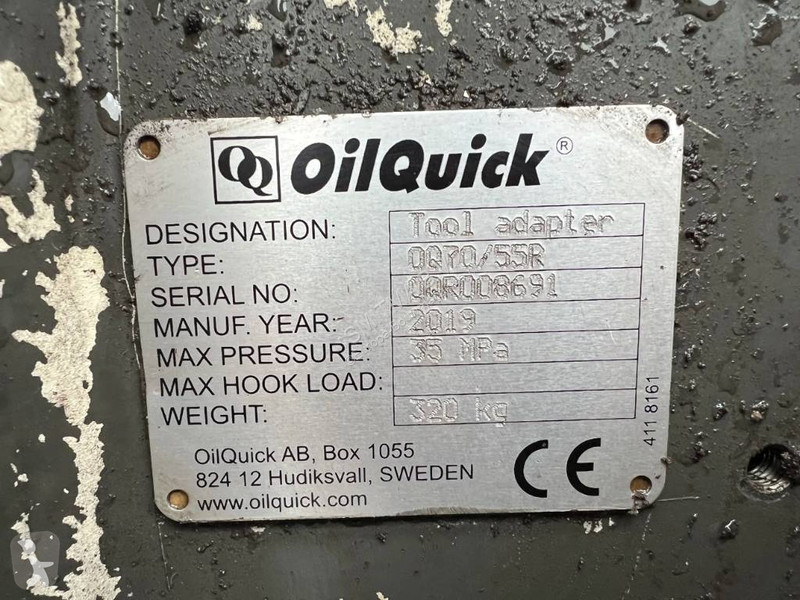 OQ OilQuick®
DESIGNATION: Tool adapter
TYPE: OQ70/55R
SERIAL NO: OQR008691
MANUF. YEAR: 2019
MAX PRESSURE: 35 MPa
MAX HOOK LOAD:
WEIGHT: 320 kg
OilQuick AB, Box 1055
824 12 Hudiksvall, SWEDEN
www.oilquick.com
CE
411 8161